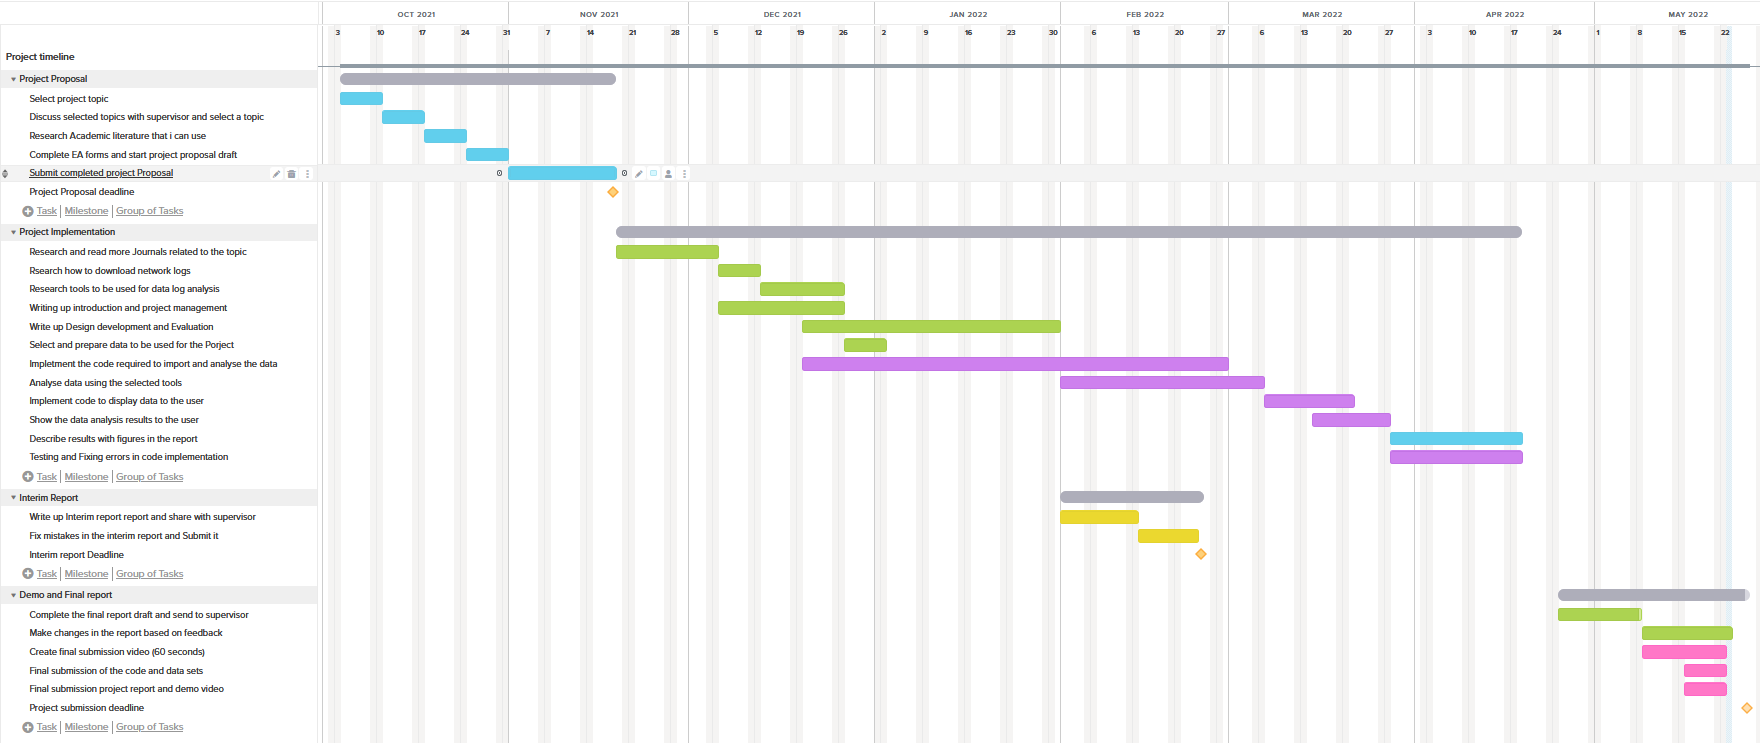 OCT 2021 NOV 2021 DEC 2021 JAN 2022 FEB 2022 MAR 2022 APR 2022 MAY 2022
3 10 17 24 31 7 14 21 28 5 12 19 26 2 9 16 23 30 6 13 20 27 6 13 20 27 3 10 17 24 1 8 15 22
Project timeline
Project Proposal
Select project topic
Discuss selected topics with supervisor and select a topic
Research Academic literature that i can use
Complete EA forms and start project proposal draft
Submit completed project Proposal 0 0
Project Proposal deadline
Task | Milestone | Group of Tasks
Project Implementation
Research and read more Journals related to the topic
Rsearch how to download network logs
Research tools to be used for data log analysis
Writing up introduction and project management
Write up Design development and Evaluation
Select and prepare data to be used for the Porject
Impletment the code required to import and analyse the data
Analyse data using the selected tools
Implement code to display data to the user
Show the data analysis results to the user
Describe results with figures in the report
Testing and Fixing errors in code implementation
Task | Milestone | Group of Tasks
Interim Report
Write up Interim report report and share with supervisor
Fix mistakes in the interim report and Submit it
Interim report Deadline
Task | Milestone | Group of Tasks
Demo and Final report
Complete the final report draft and send to supervisor
Make changes in the report based on feedback
Create final submission video (60 seconds)
Final submission of the code and data sets
Final submission project report and demo video
Project submission deadline
Task | Milestone | Group of Tasks